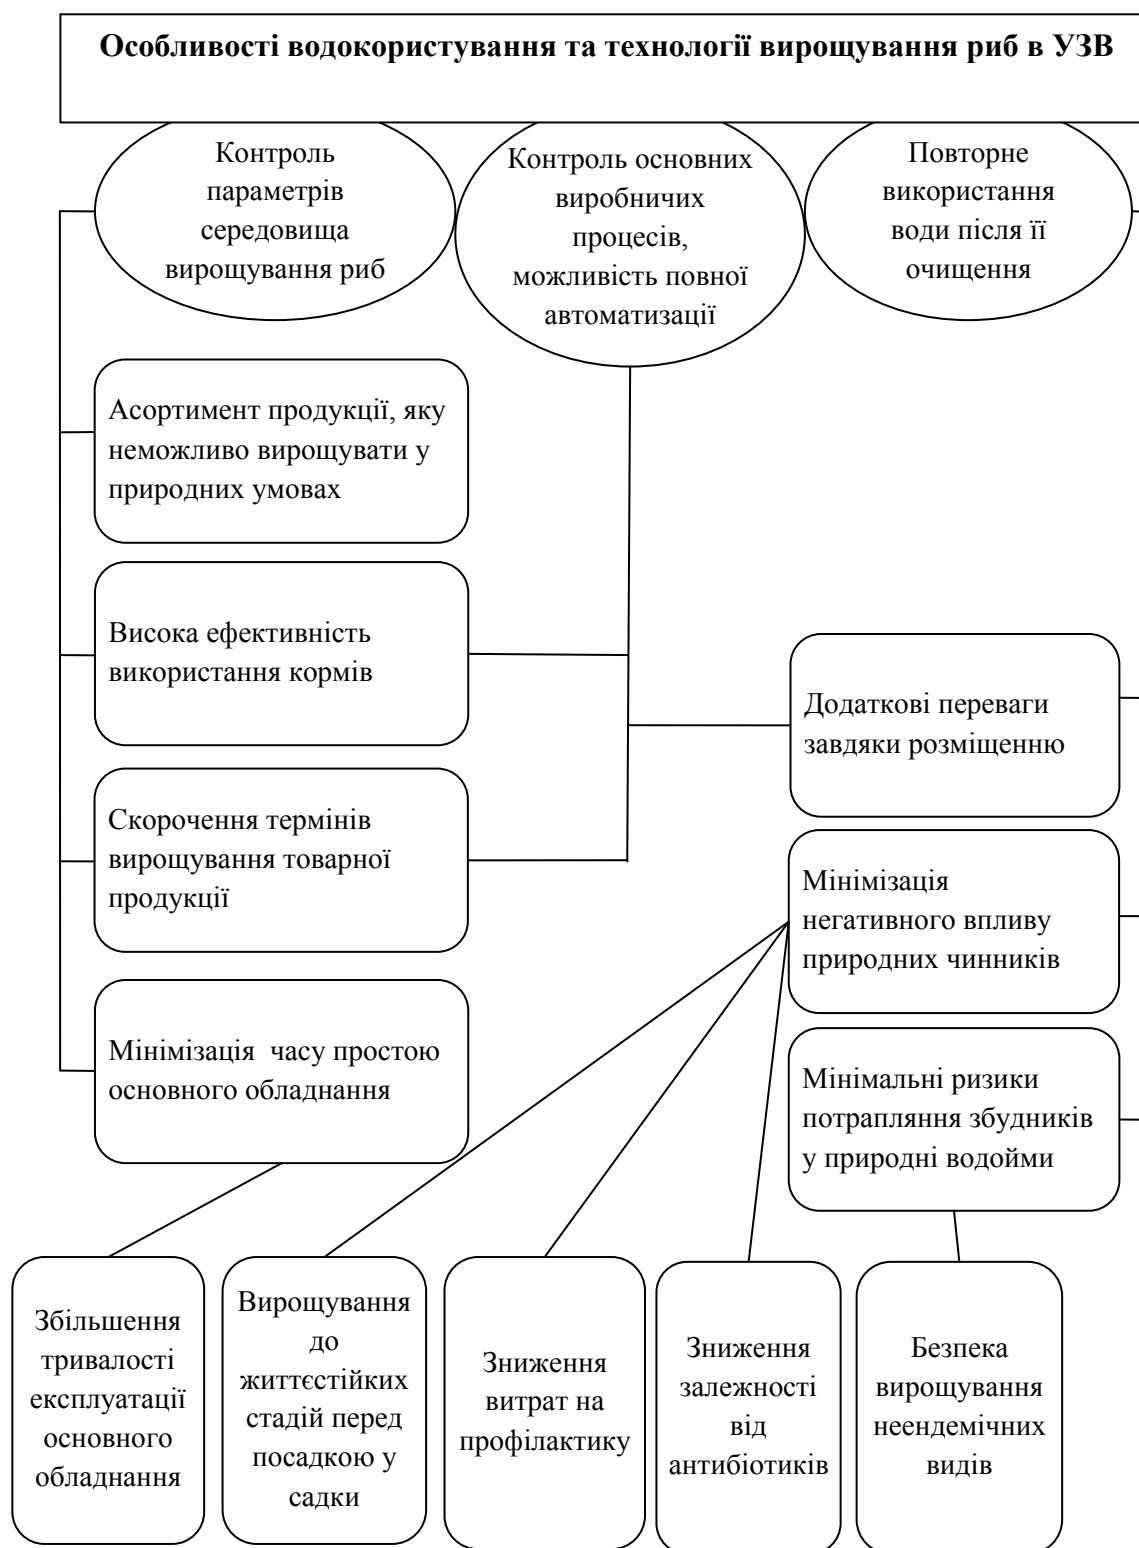 Особливості водокористування та технології вирощування риб в УЗВ
Контроль
параметрів
середовища
вирощування риб
Контроль основних
виробничих
процесів,
можливість повної
автоматизації
Повторне
використання
води після її
очищення
Асортимент продукції, яку
неможливо вирощувати у
природних умовах
Висока ефективність
використання кормів
Додаткові переваги
завдяки розміщенню
Скорочення термінів
вирощування товарної
продукції
Мінімізація
негативного впливу
природних чинників
Мінімізація часу простою
основного обладнання
Мінімальні ризики
потрапляння збудників
у природні водойми
Збільшення
тривалості
експлуатації
основного
обладнання
Вирощування
до
життєстійких
стадій перед
посадкою у
садки
Зниження
витрат на
профілактику
Зниження
залежності
від
антибіотиків
Безпека
вирощування
неендемічних
видів